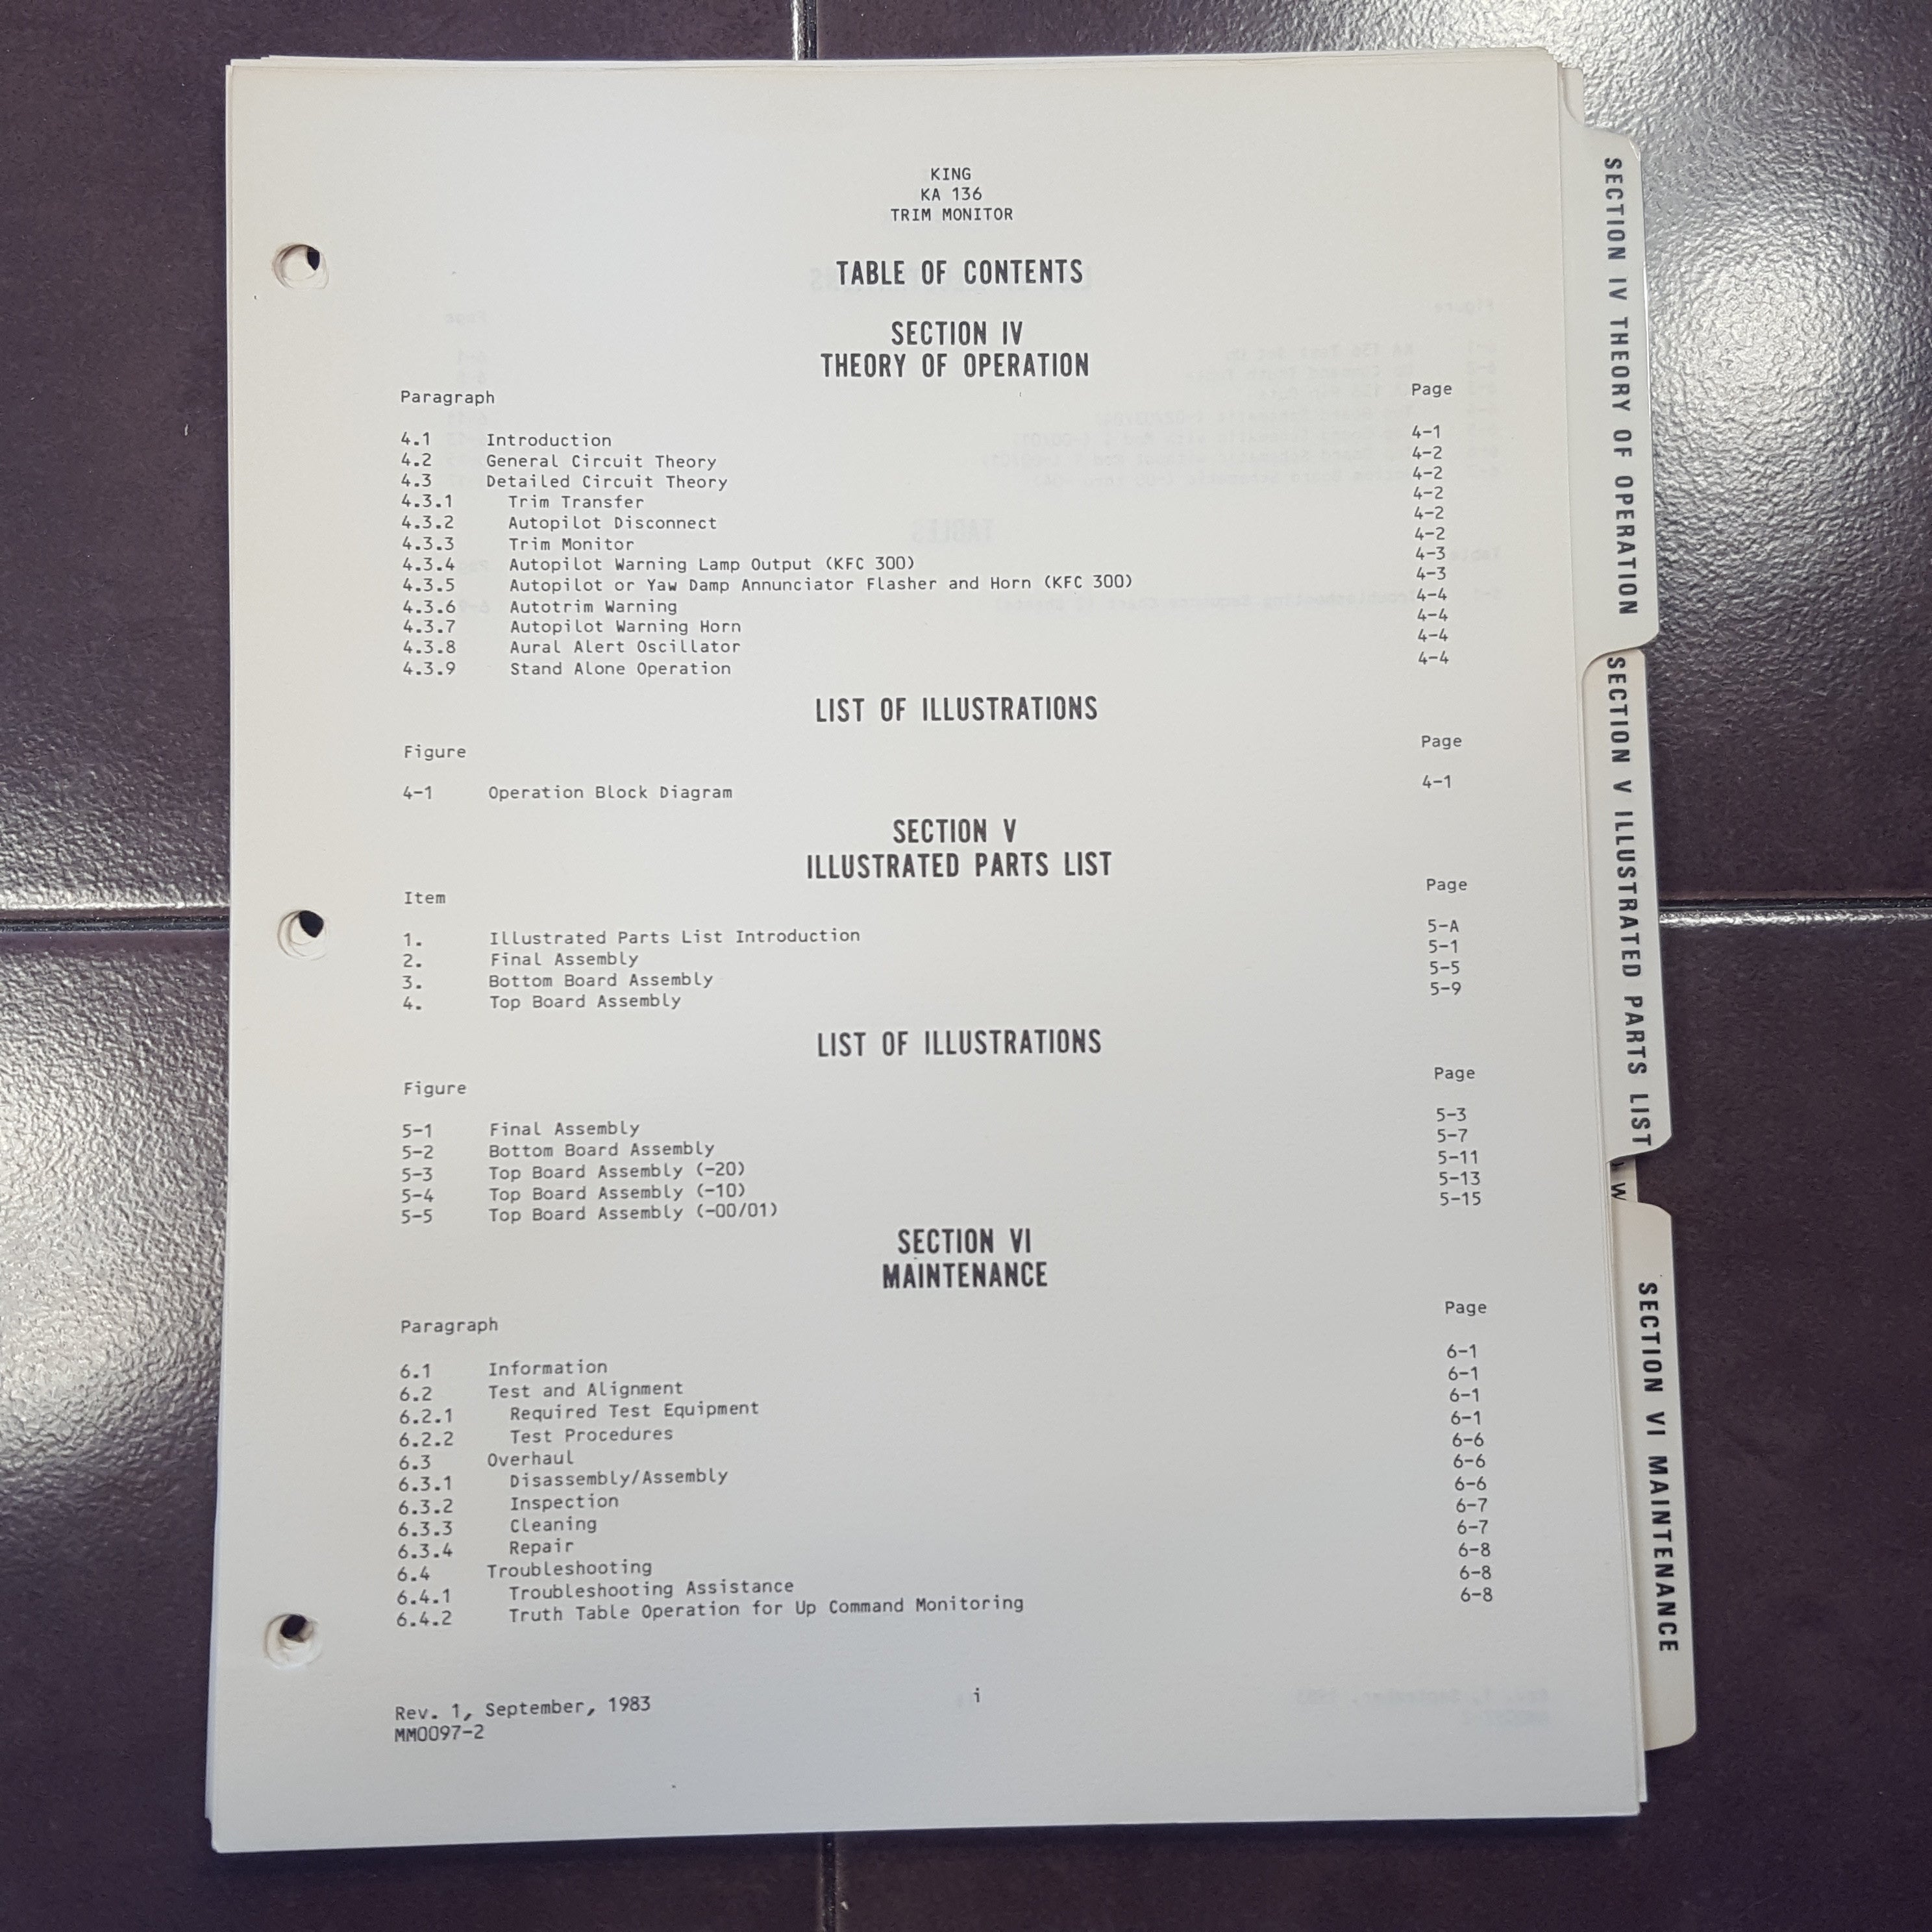 KING
KA 136
TRIM MONITOR
TABLE OF CONTENTS
SECTION IV
THEORY OF OPERATION
Paragraph Page
4.1 Introduction 4-1
4.2 General Circuit Theory 4-2
4.3 Detailed Circuit Theory 4-2
4.3.1 Trim Transfer 4-2
4.3.2 Autopilot Disconnect 4-2
4.3.3 Trim Monitor 4-2
4.3.4 Autopilot Warning Lamp Output (KFC 300) 4-3
4.3.5 Autopilot or Yaw Damp Annunciator Flasher and Horn (KFC 300) 4-3
4.3.6 Autotrim Warning 4-4
4.3.7 Autopilot Warning Horn 4-4
4.3.8 Aural Alert Oscillator 4-4
4.3.9 Stand Alone Operation 4-4
LIST OF ILLUSTRATIONS
Figure Page
4-1 Operation Block Diagram 4-1
SECTION V
ILLUSTRATED PARTS LIST
Item Page
1. Illustrated Parts List Introduction 5-A
2. Final Assembly 5-1
3. Bottom Board Assembly 5-5
4. Top Board Assembly 5-9
LIST OF ILLUSTRATIONS
Figure Page
5-1 Final Assembly 5-3
5-2 Bottom Board Assembly 5-7
5-3 Top Board Assembly (-20) 5-11
5-4 Top Board Assembly (-10) 5-13
5-5 Top Board Assembly (-00/01) 5-15
SECTION VI
MAINTENANCE
Paragraph Page
6.1 Information 6-1
6.2 Test and Alignment 6-1
6.2.1 Required Test Equipment 6-1
6.2.2 Test Procedures 6-1
6.3 Overhaul 6-6
6.3.1 Disassembly/Assembly 6-6
6.3.2 Inspection 6-6
6.3.3 Cleaning 6-7
6.3.4 Repair 6-7
6.4 Troubleshooting 6-8
6.4.1 Troubleshooting Assistance 6-8
6.4.2 Truth Table Operation for Up Command Monitoring 6-8
i
Rev. 1, September, 1983
MM0097-2
SECTION IV THEORY OF OPERATION
SECTION V ILLUSTRATED PARTS LIST
W
SECTION VI MAINTENANCE